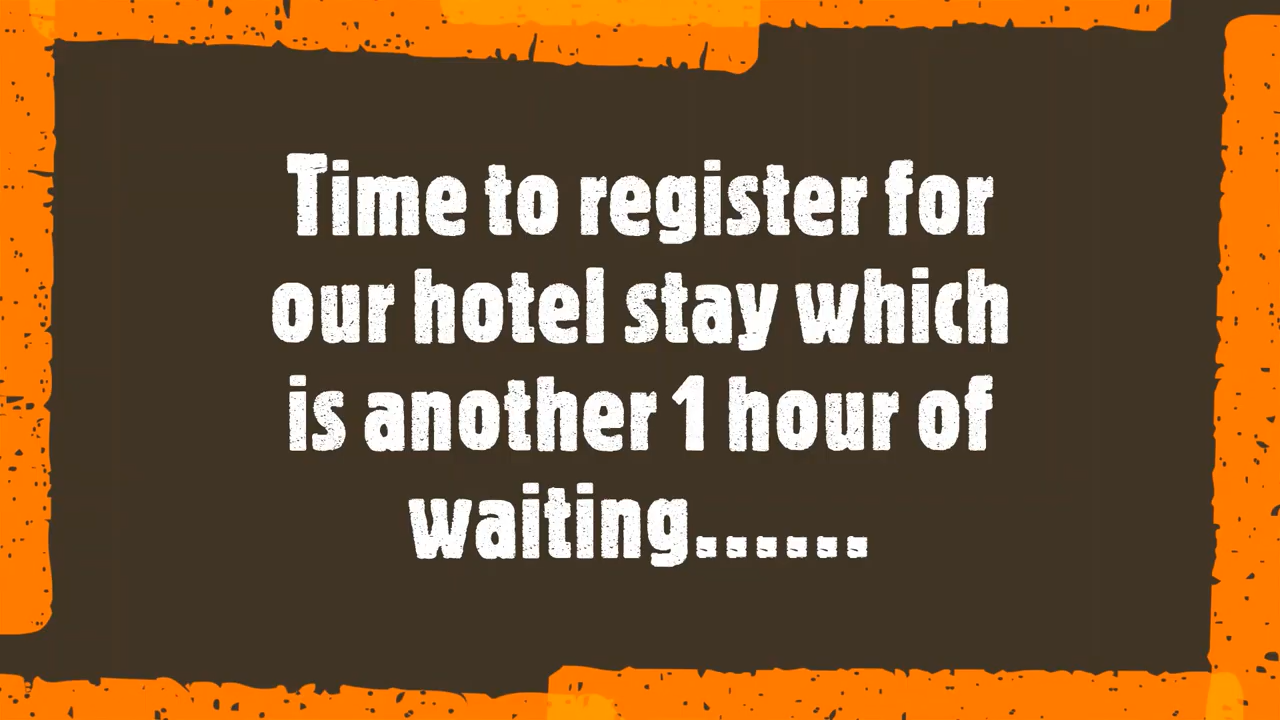 Time to register for
our hotel stay which
is another 1 hour of
waiting......